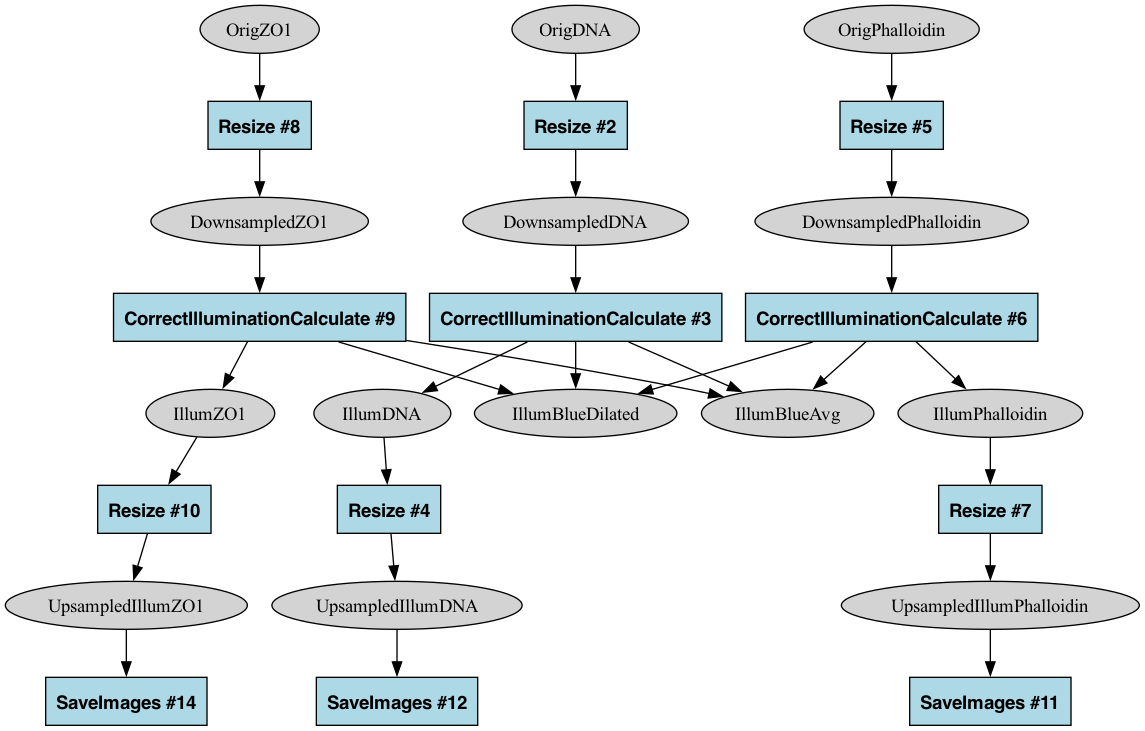 OrigZO1
OrigDNA
OrigPhalloidin
Resize #8
Resize #2
Resize #5
DownsampledZO1
DownsampledDNA
DownsampledPhalloidin
CorrectIlluminationCalculate #9
CorrectIlluminationCalculate #3
CorrectIlluminationCalculate #6
IllumZO1
IllumDNA
IllumBlueDilated
IllumBlueAvg
IllumPhalloidin
Resize #10
Resize #4
Resize #7
UpsampledIllumZO1
UpsampledIllumDNA
UpsampledIllumPhalloidin
SaveImages #14
SaveImages #12
SaveImages #11